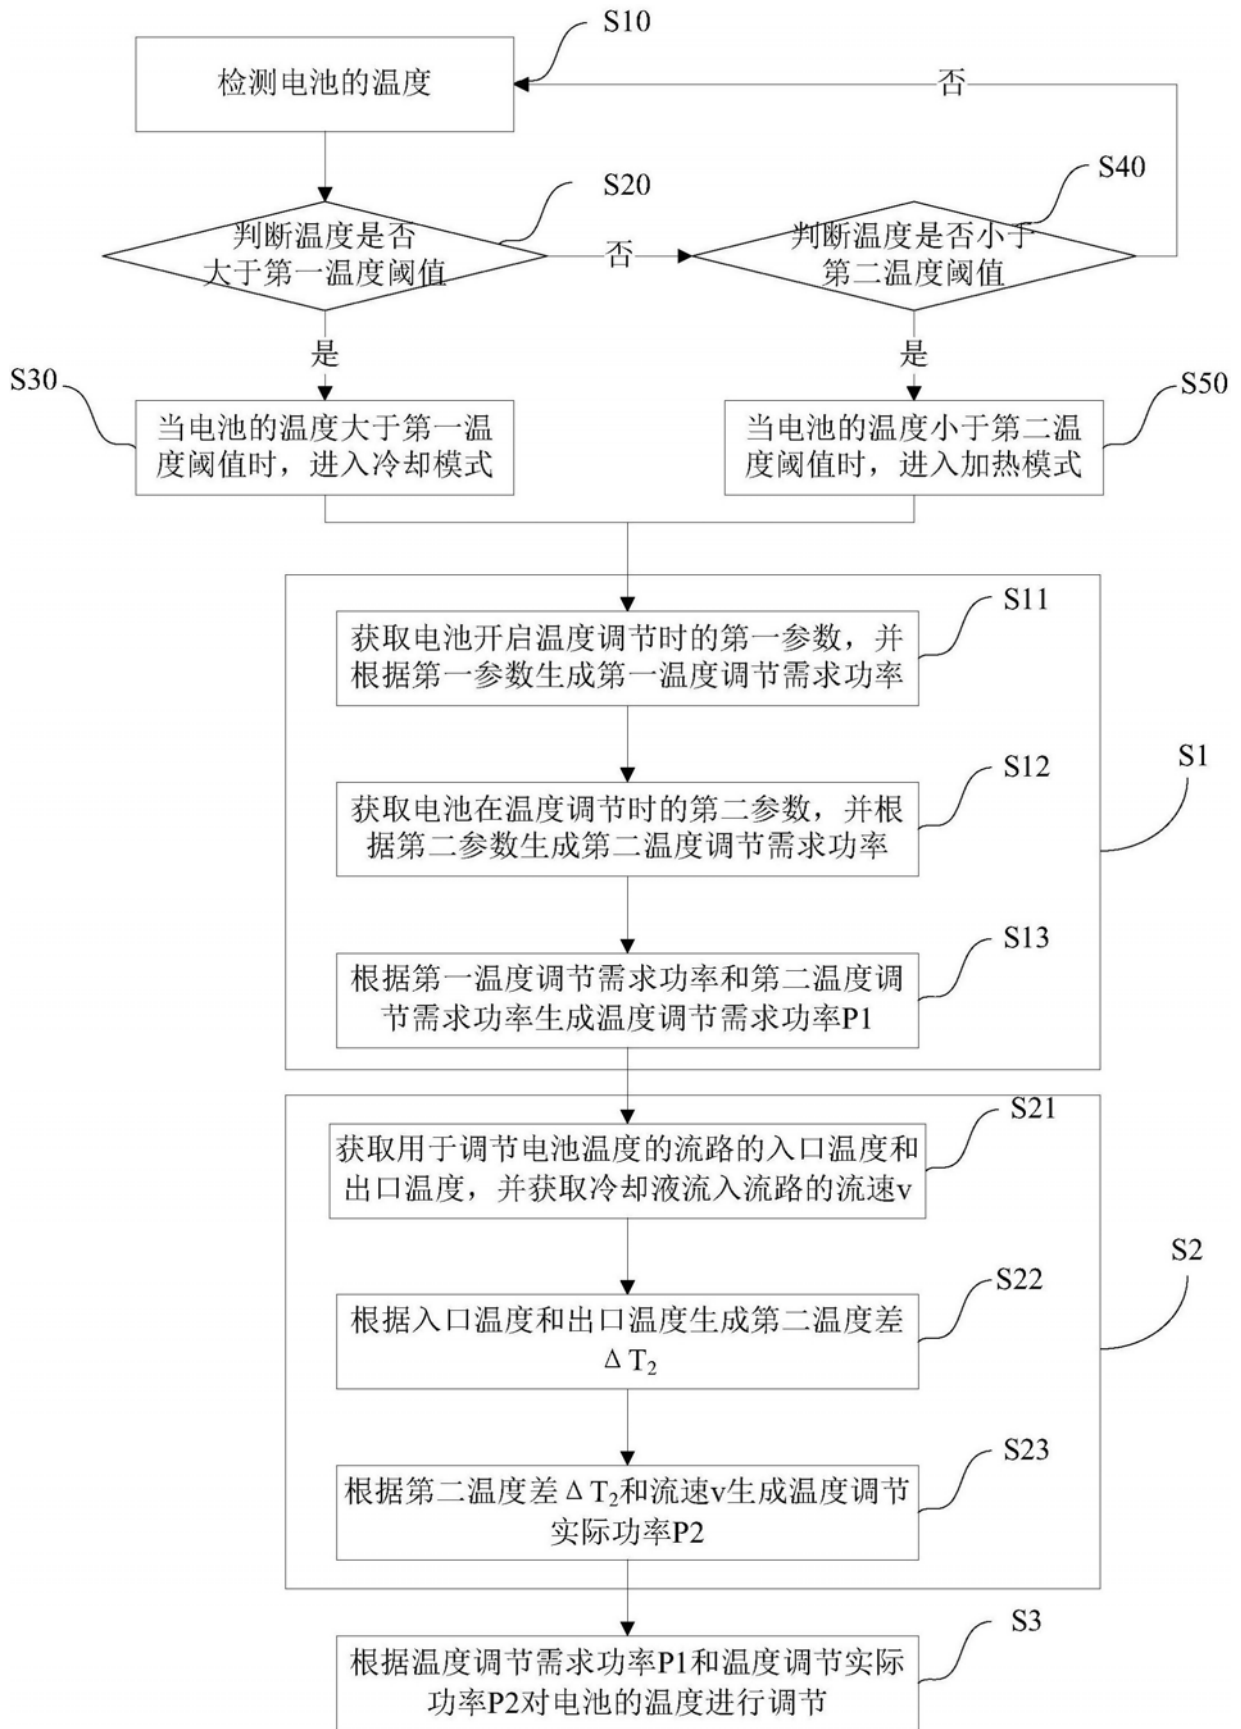 S10
检测电池的温度
否
S20
S40
判断温度是否
大于第一温度阈值
否
判断温度是否小于
第二温度阈值
是
是
S30
S50
当电池的温度大于第一温
度阈值时，进入冷却模式
当电池的温度小于第二温
度阈值时，进入加热模式
S11
获取电池开启温度调节时的第一参数，并
根据第一参数生成第一温度调节需求功率
S12
获取电池在温度调节时的第二参数，并根
据第二参数生成第二温度调节需求功率
S1
S13
根据第一温度调节需求功率和第二温度调
节需求功率生成温度调节需求功率P1
S21
获取用于调节电池温度的流路的入口温度和
出口温度，并获取冷却液流入流路的流速v
S2
S22
根据入口温度和出口温度生成第二温度差
ΔT₂
S23
根据第二温度差ΔT₂和流速v生成温度调节
实际功率P2
S3
根据温度调节需求功率P1和温度调节实际
功率P2对电池的温度进行调节